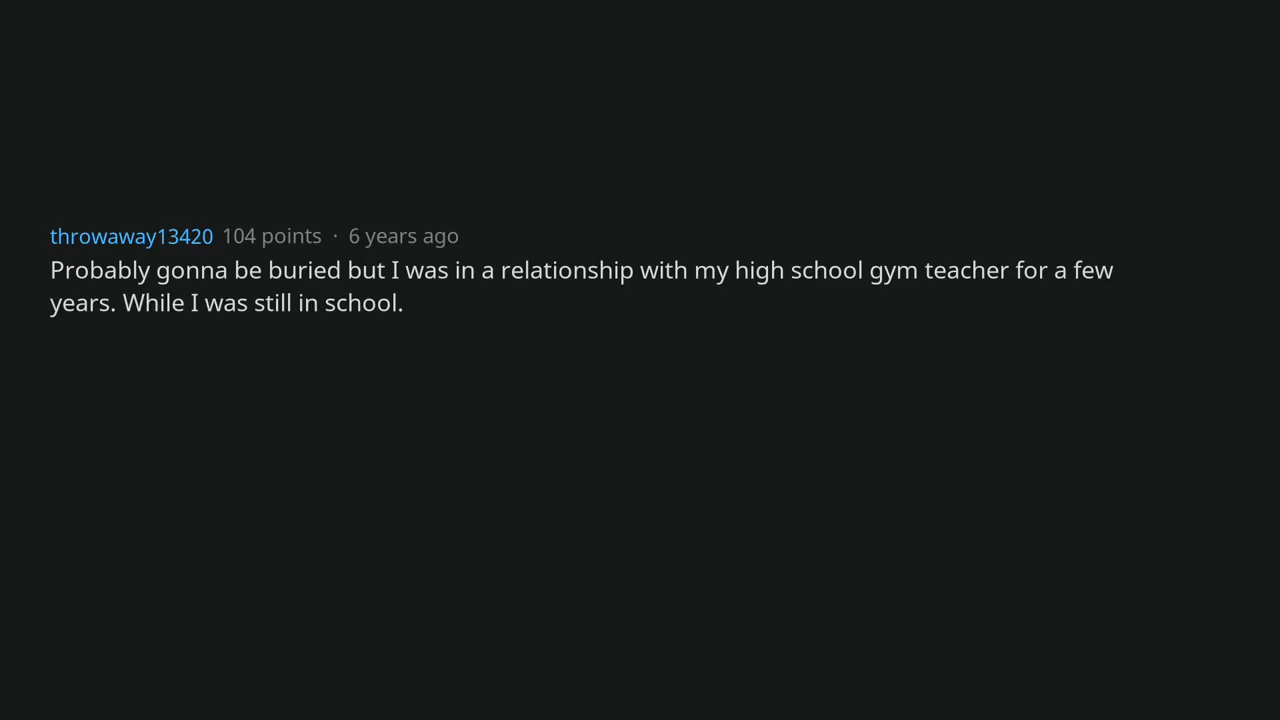 throwaway13420 104 points · 6 years ago
Probably gonna be buried but I was in a relationship with my high school gym teacher for a few
years. While I was still in school.